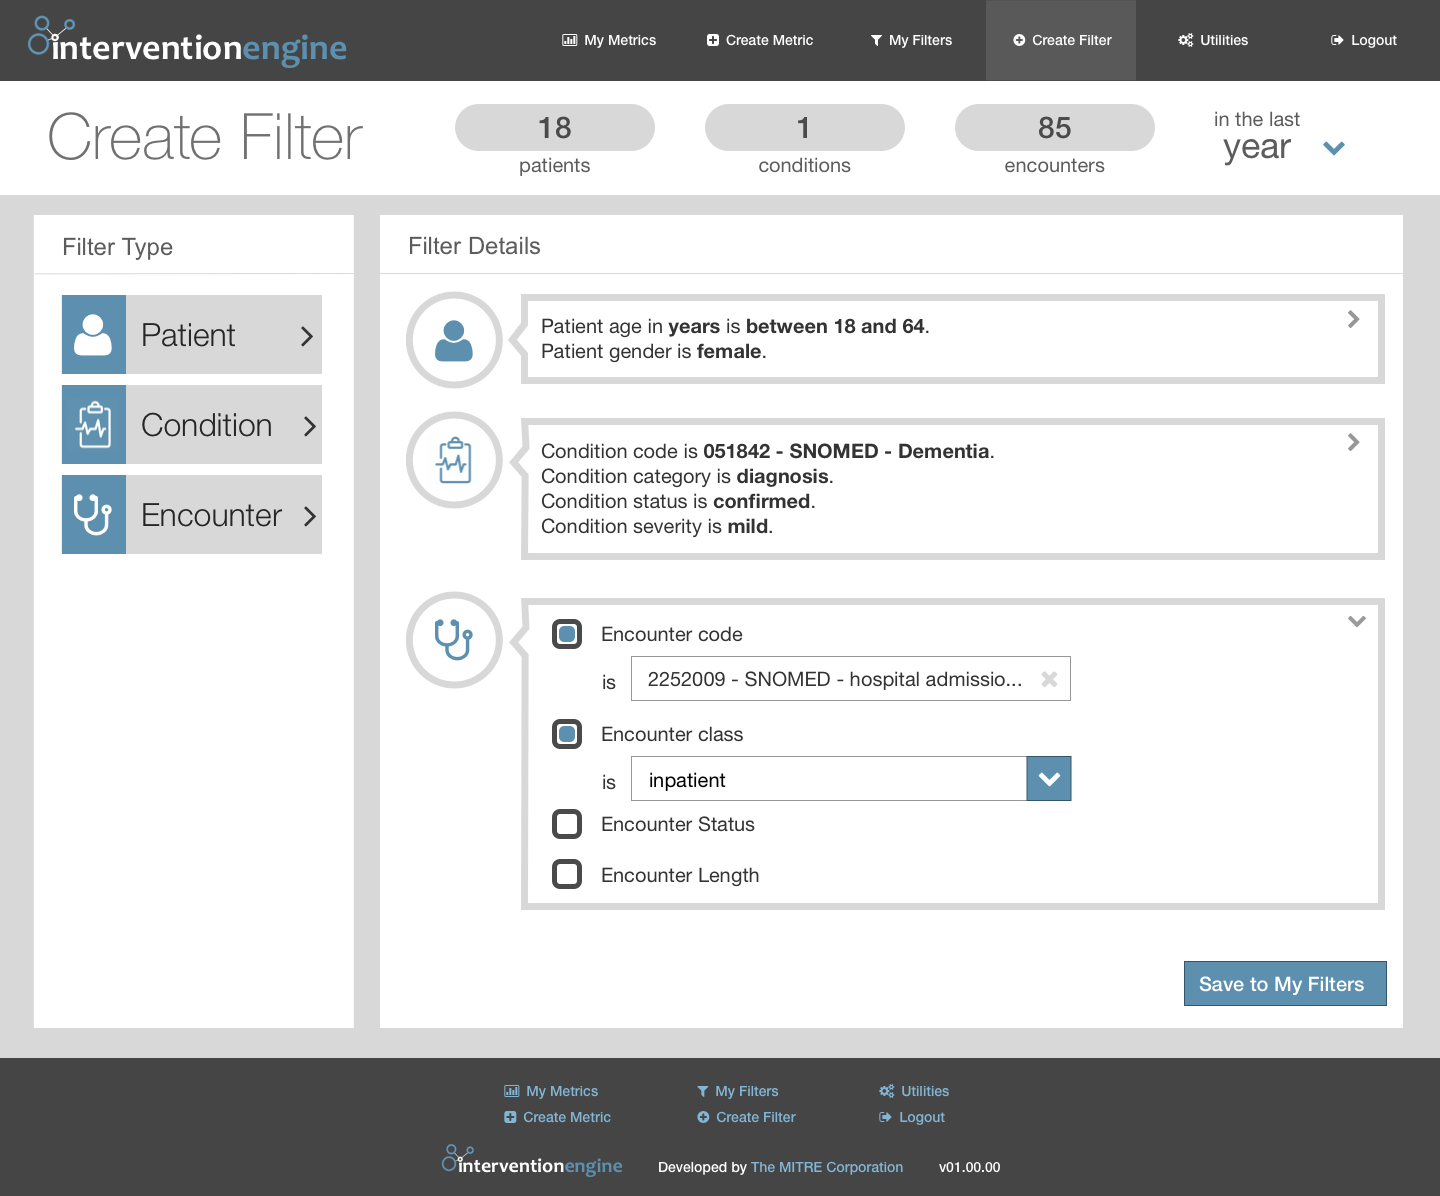 interventionengine
My Metrics
Create Metric
My Filters
Create Filter
Utilities
Logout
Create Filter
18
patients
1
conditions
85
encounters
in the last
year
Filter Type
Patient
Condition
Encounter
Filter Details
Patient age in years is between 18 and 64.
Patient gender is female.
Condition code is 051842 - SNOMED - Dementia.
Condition category is diagnosis.
Condition status is confirmed.
Condition severity is mild.
Encounter code
is 2252009 - SNOMED - hospital admissio...
Encounter class
is inpatient
Encounter Status
Encounter Length
Save to My Filters
My Metrics
My Filters
Utilities
Create Metric
Create Filter
Logout
interventionengine
Developed by The MITRE Corporation
v01.00.00